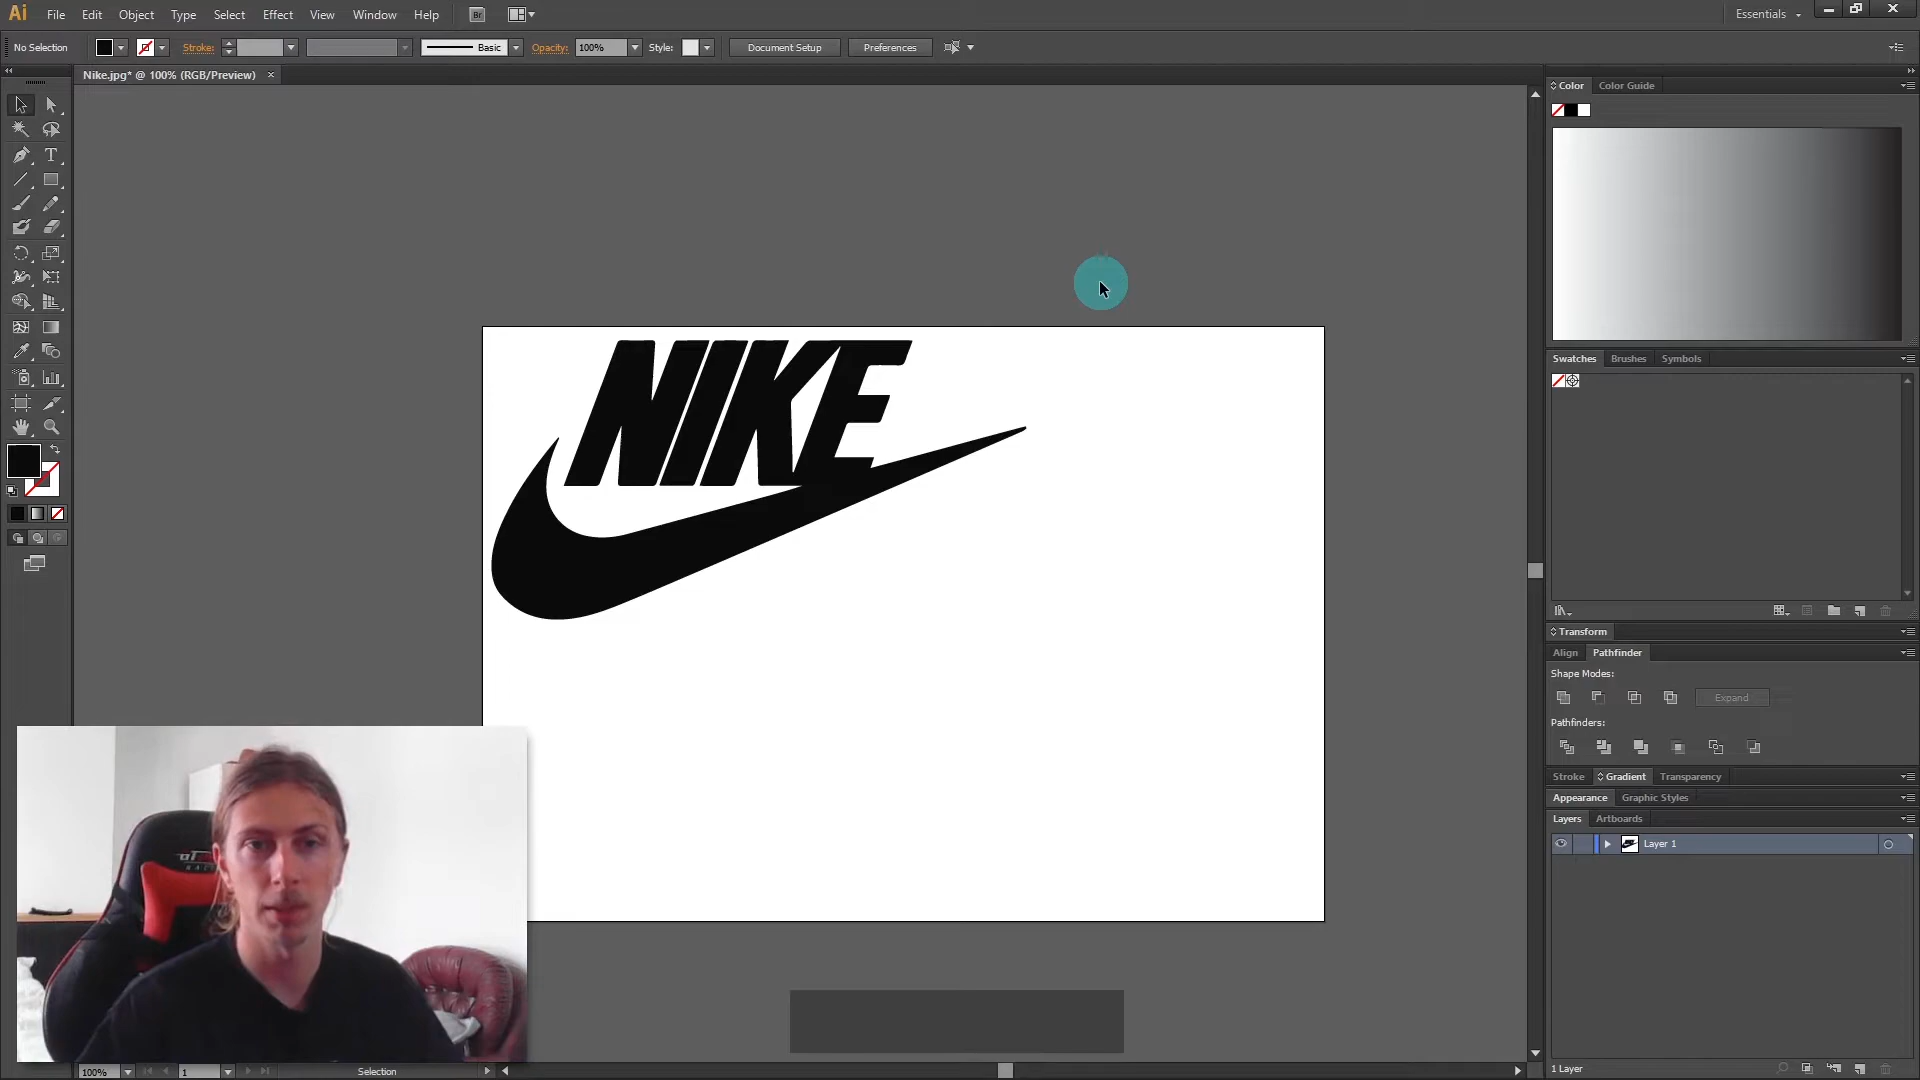 Ai File Edit Object Type Select Effect View Window Help Br Essentials
No Selection Stroke: Basic Opacity: 100% Style: Document Setup Preferences
Nike.jpg* @ 100% (RGB/Preview)
Color Color Guide
NIKE
Swatches Brushes Symbols
Transform
Align Pathfinder
Shape Modes:
Expand
Pathfinders:
Stroke Gradient Transparency
Appearance Graphic Styles
Layers Artboards
Layer 1
1 Layer
100% 1 Selection